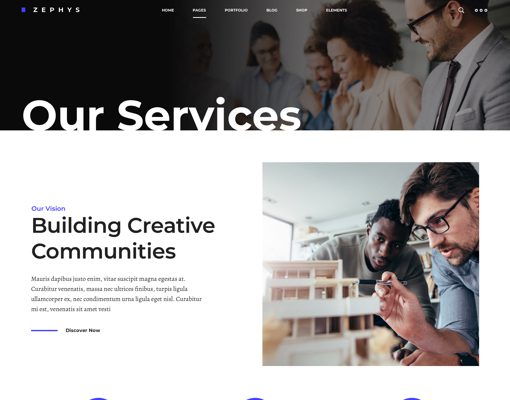 ZEPHYS
HOME PAGES PORTFOLIO BLOG SHOP ELEMENTS
Our Services
Our Vision
Building Creative
Communities
Mauris dapibus justo enim, vitae suscipit magna egestas at.
Curabitur venenatis, massa nec ultrices finibus, turpis ligula
ullamcorper ex, nec condimentum urna ligula eget nisl. Curabitur
mi est, venenatis sit amet vesti
Discover Now